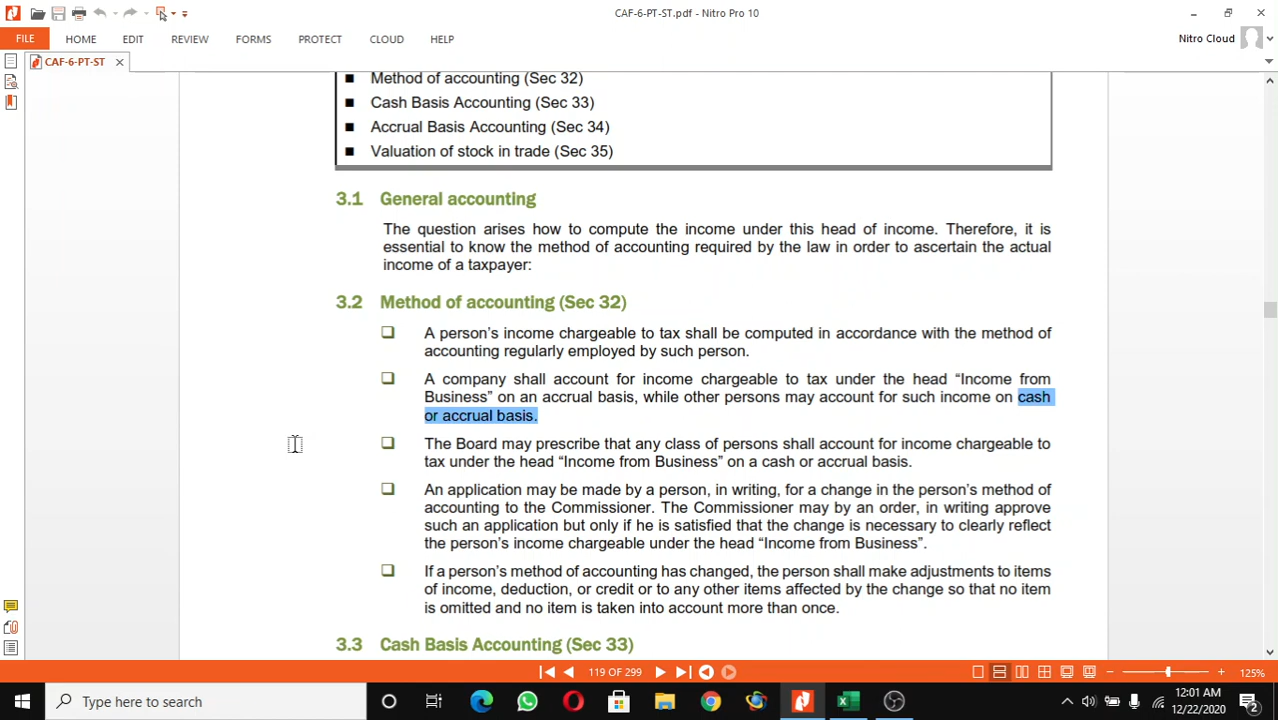 CAF-6-PT-ST.pdf - Nitro Pro 10
FILE HOME EDIT REVIEW FORMS PROTECT CLOUD HELP Nitro Cloud
CAF-6-PT-ST
■ Method of accounting (Sec 32)
■ Cash Basis Accounting (Sec 33)
■ Accrual Basis Accounting (Sec 34)
■ Valuation of stock in trade (Sec 35)
3.1 General accounting
The question arises how to compute the income under this head of income. Therefore, it is
essential to know the method of accounting required by the law in order to ascertain the actual
income of a taxpayer:
3.2 Method of accounting (Sec 32)
❑ A person's income chargeable to tax shall be computed in accordance with the method of
accounting regularly employed by such person.
❑ A company shall account for income chargeable to tax under the head “Income from
Business” on an accrual basis, while other persons may account for such income on cash
or accrual basis.
❑ The Board may prescribe that any class of persons shall account for income chargeable to
tax under the head “Income from Business” on a cash or accrual basis.
❑ An application may be made by a person, in writing, for a change in the person's method of
accounting to the Commissioner. The Commissioner may by an order, in writing approve
such an application but only if he is satisfied that the change is necessary to clearly reflect
the person's income chargeable under the head “Income from Business”.
❑ If a person's method of accounting has changed, the person shall make adjustments to items
of income, deduction, or credit or to any other items affected by the change so that no item
is omitted and no item is taken into account more than once.
3.3 Cash Basis Accounting (Sec 33)
119 OF 299 125%
Type here to search
12:01 AM
12/22/2020
2